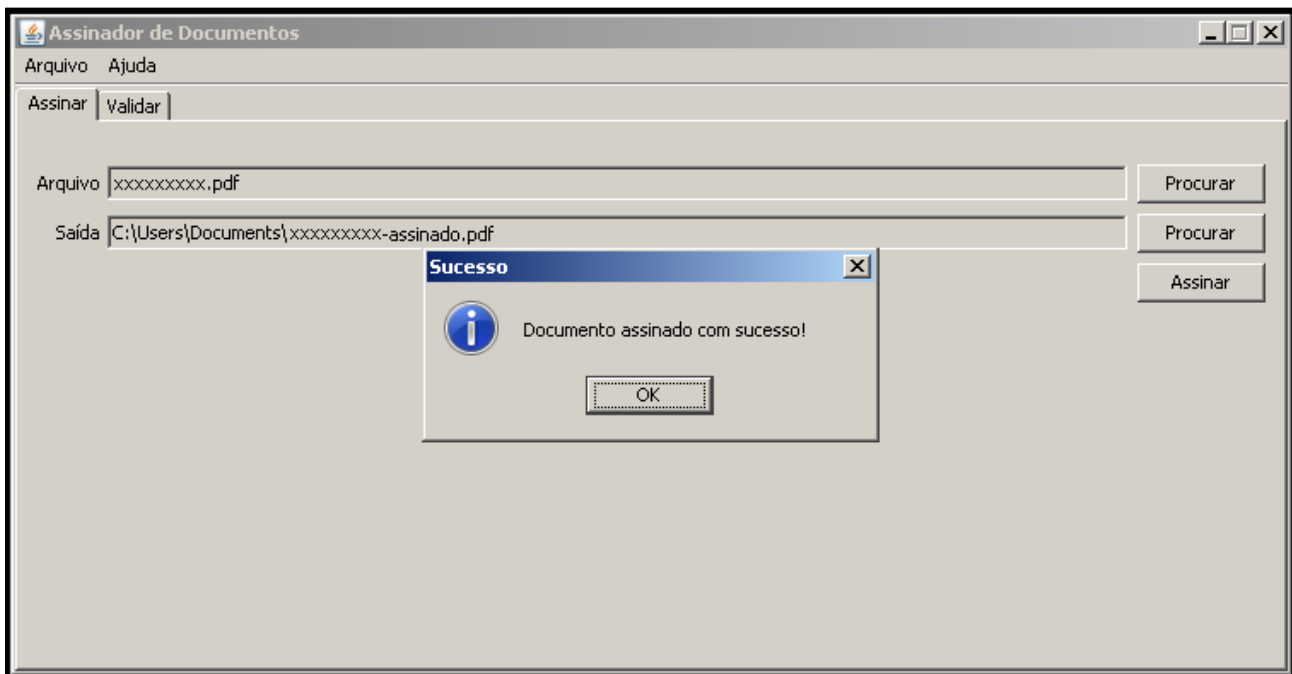 Assinador de Documentos
Arquivo Ajuda
Assinar Validar
Arquivo xxxxxxxxx.pdf Procurar
Saída C:\Users\Documents\xxxxxxxxx-assinado.pdf Procurar
Sucesso
Assinar
Documento assinado com sucesso!
OK